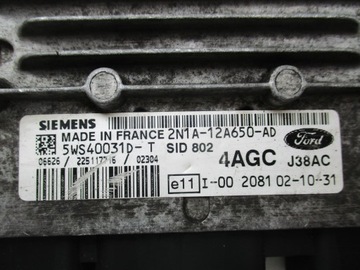 SIEMENS
MADE IN FRANCE 2N1A-12A650-AD
5WS40031D- T SID 802
06626 / 225117716 / 02304
4AGC J38AC
Ford
e11 I-00 2081 02-10-31